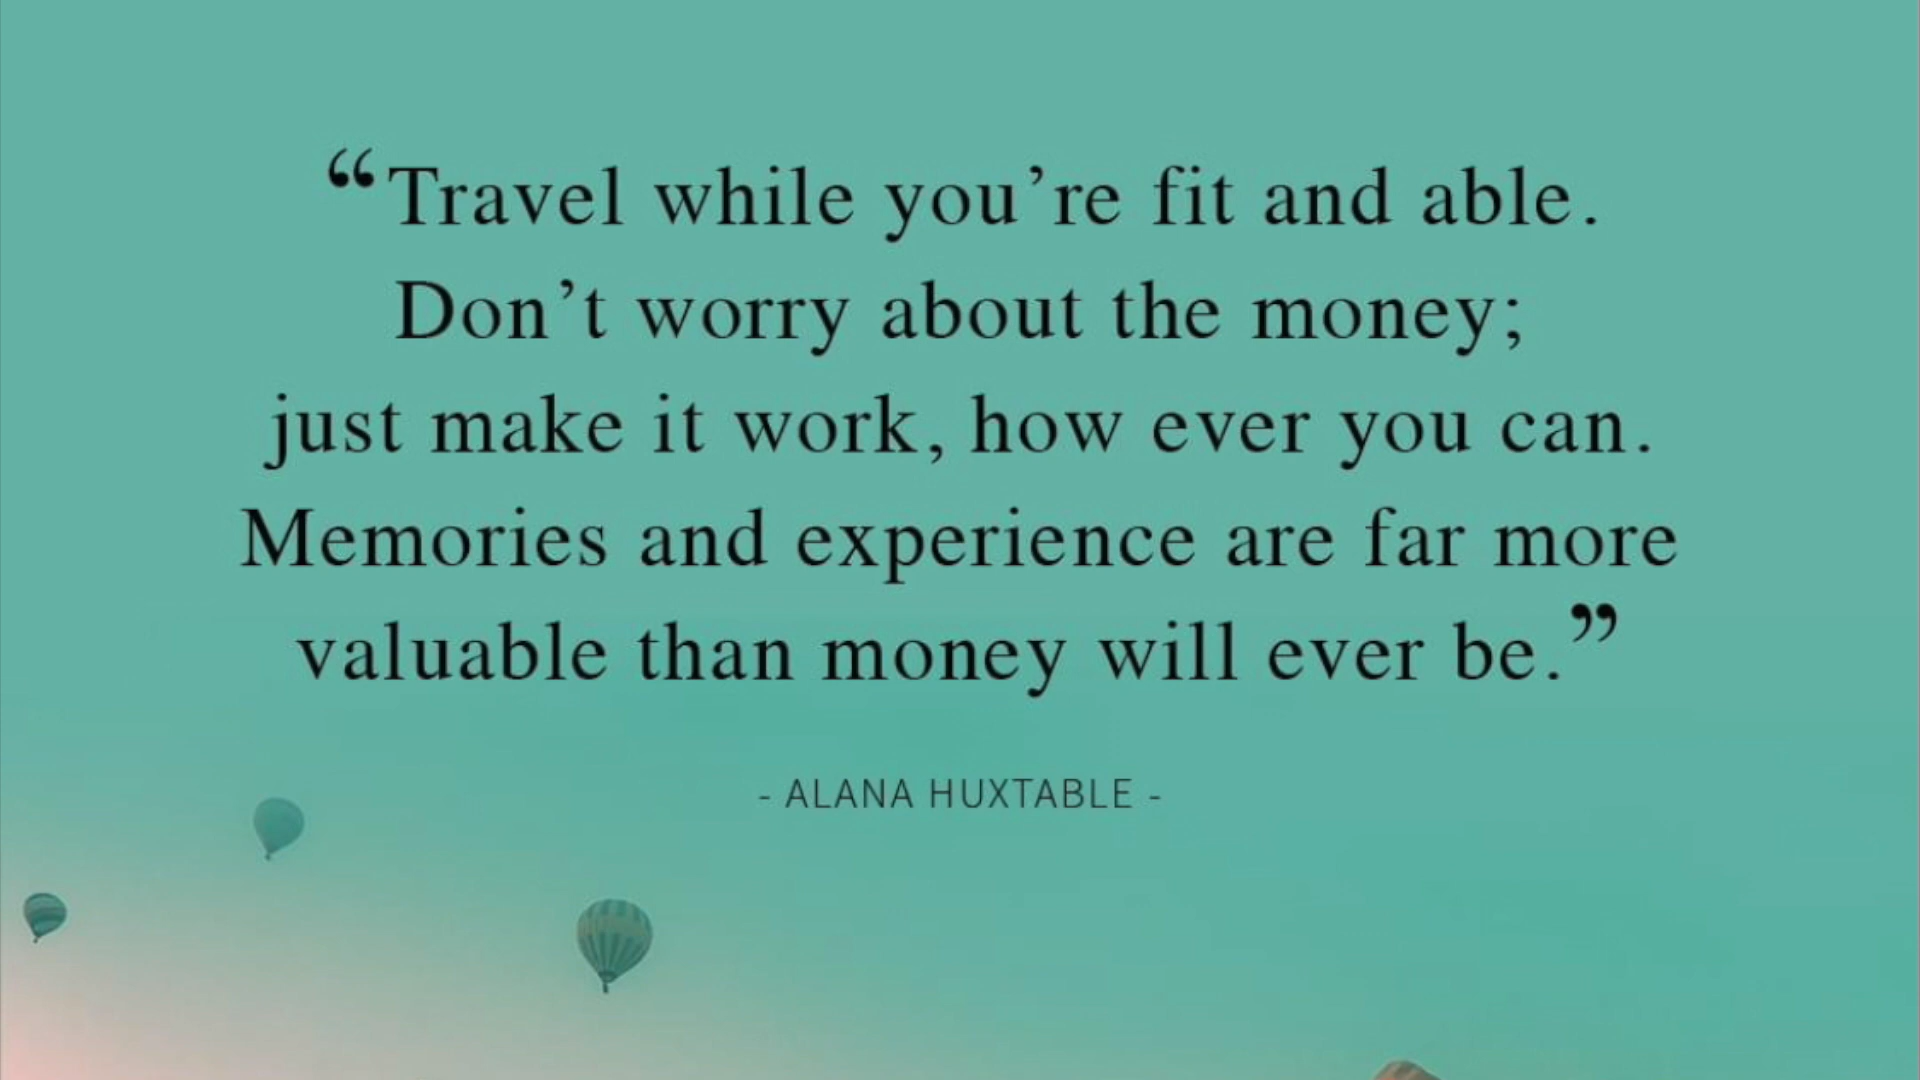 “Travel while you’re fit and able.
Don’t worry about the money;
just make it work, how ever you can.
Memories and experience are far more
valuable than money will ever be.”
- ALANA HUXTABLE -